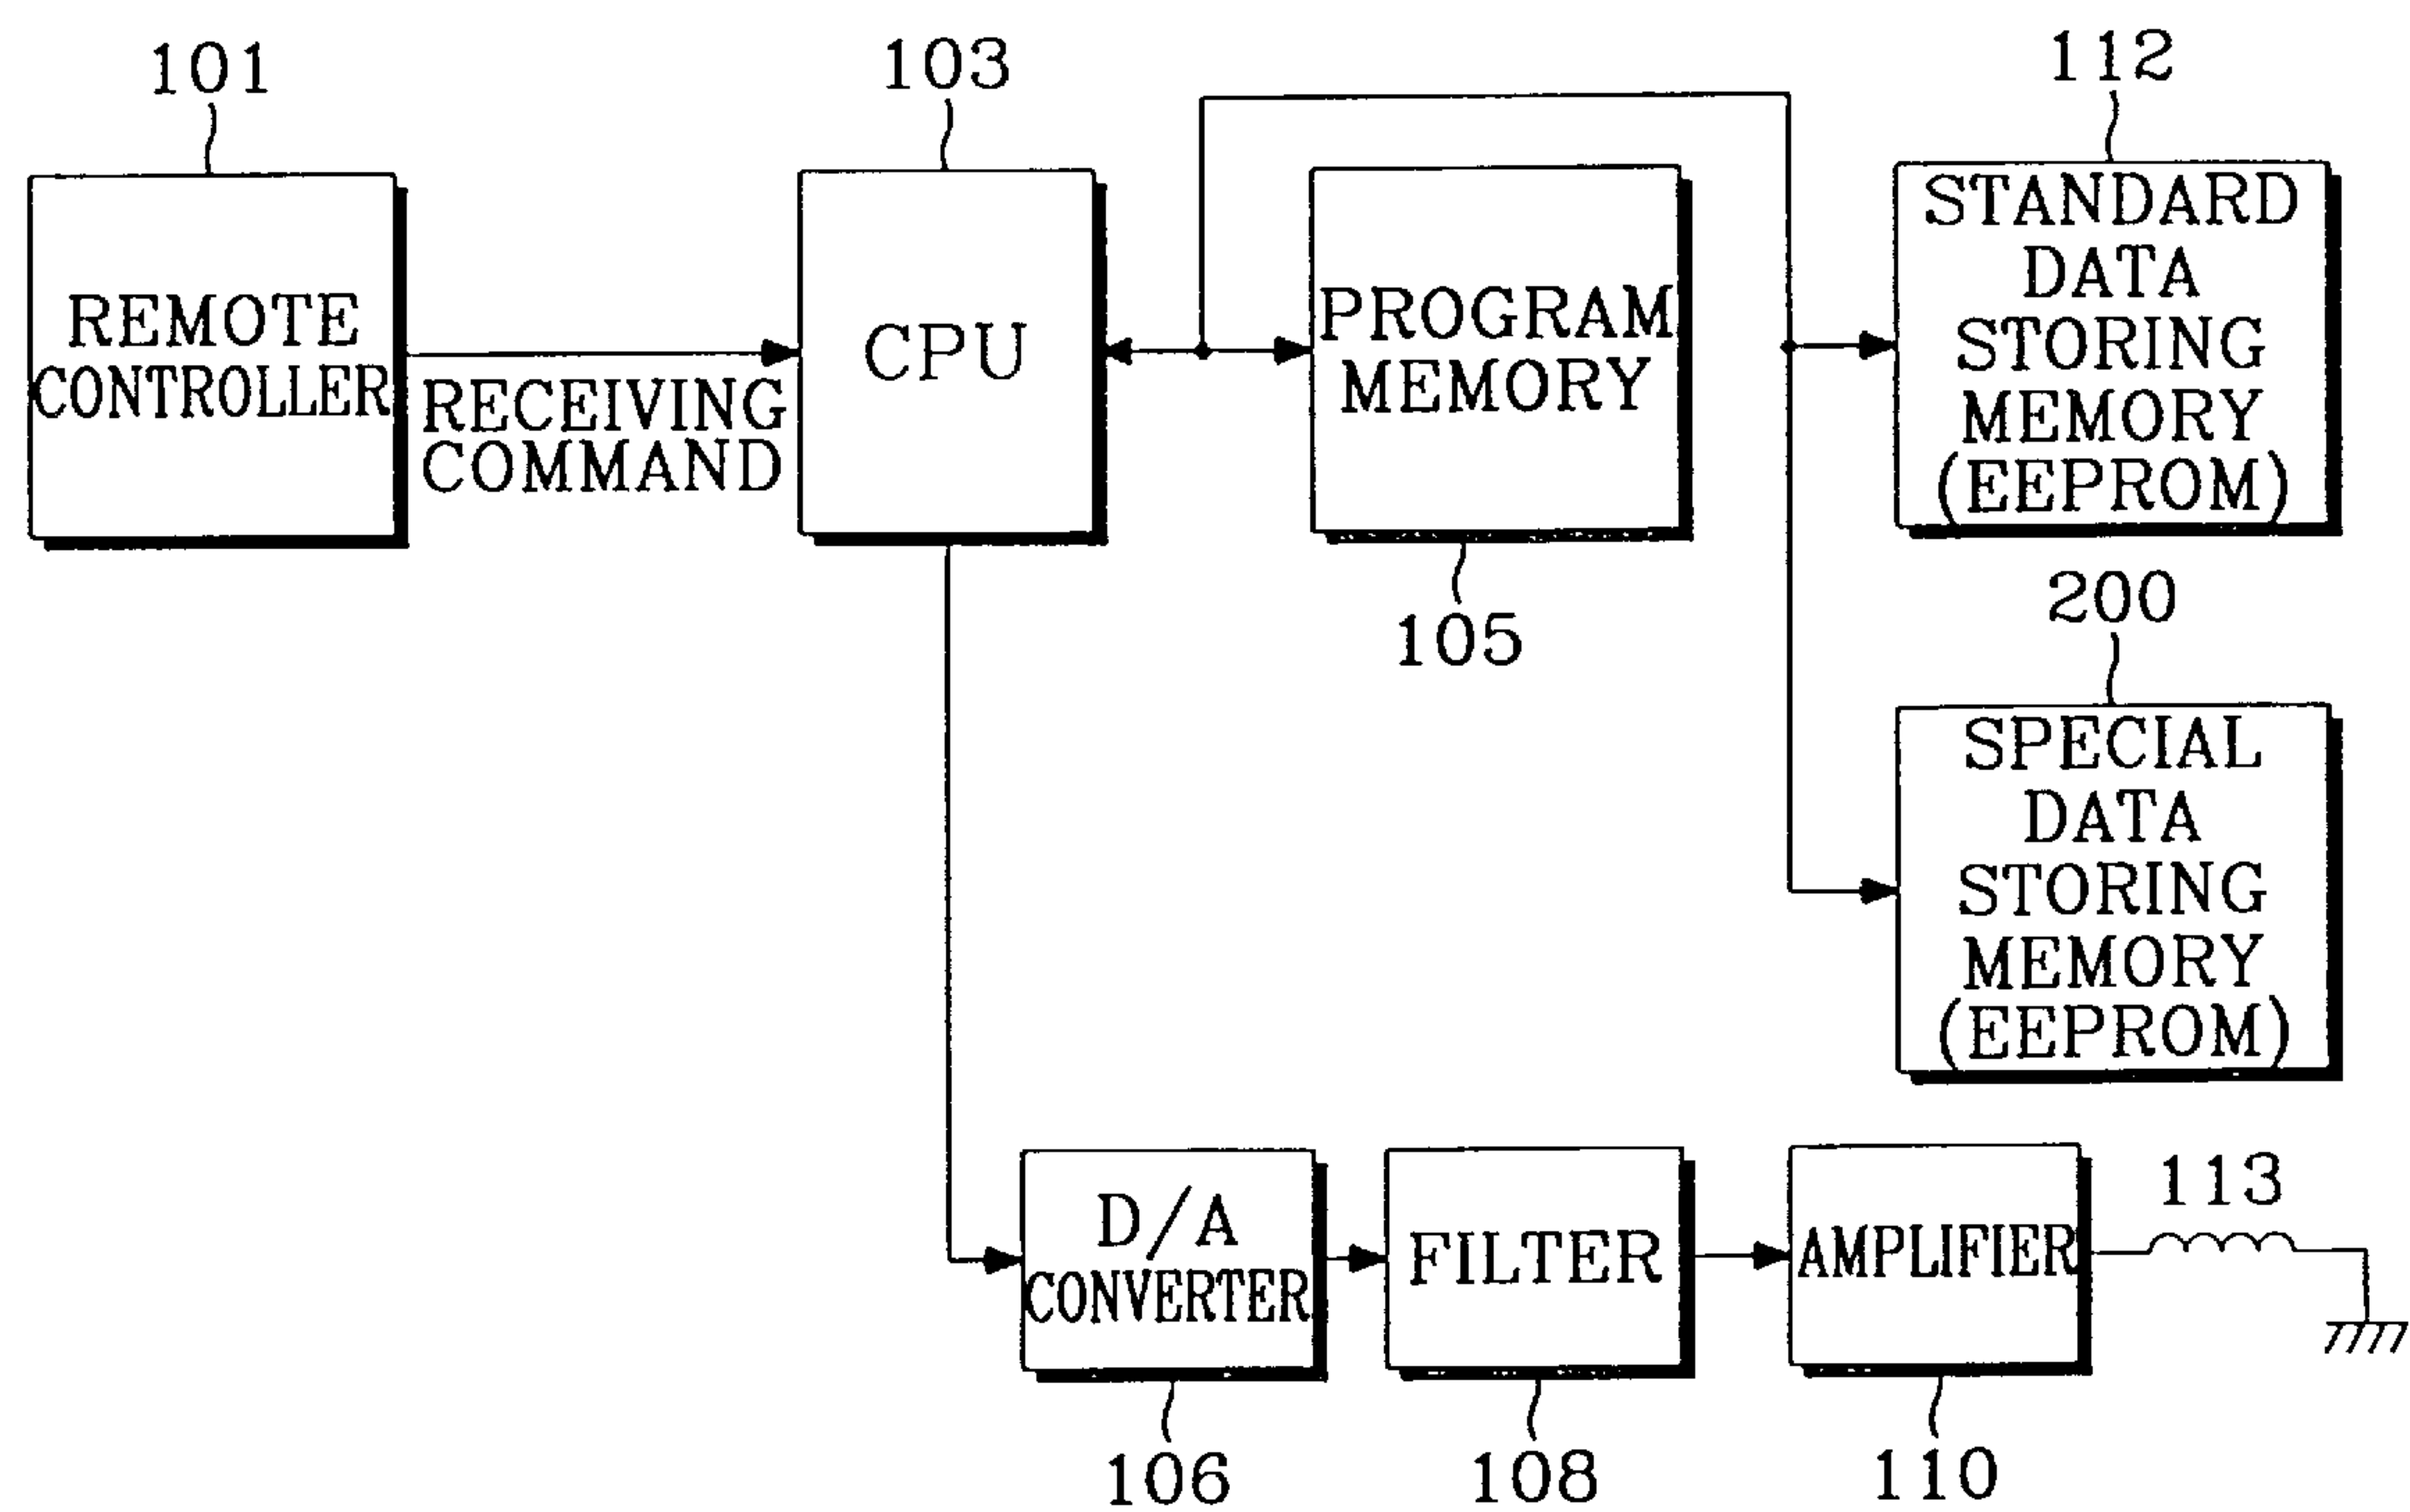 101
103
112
REMOTE
CONTROLLER
RECEIVING
COMMAND
CPU
PROGRAM
MEMORY
105
STANDARD
DATA
STORING
MEMORY
(EEPROM)
200
SPECIAL
DATA
STORING
MEMORY
(EEPROM)
D/A
CONVERTER
106
FILTER
108
AMPLIFIER
110
113